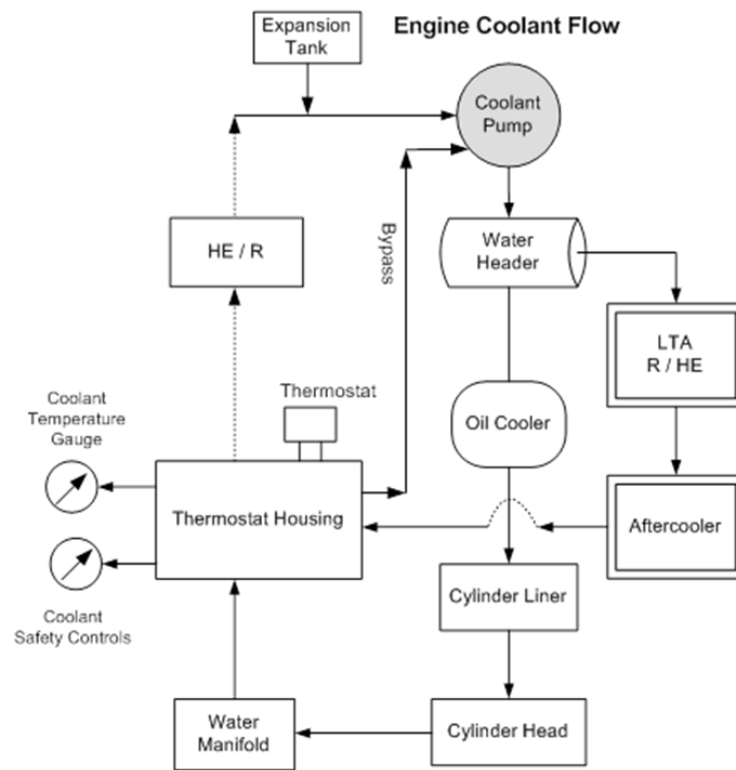 Expansion
Tank
Engine Coolant Flow
Coolant
Pump
HE / R
Bypass
Water
Header
LTA
R / HE
Thermostat
Coolant
Temperature
Gauge
Oil Cooler
Thermostat Housing
Aftercooler
Coolant
Safety Controls
Cylinder Liner
Water
Manifold
Cylinder Head